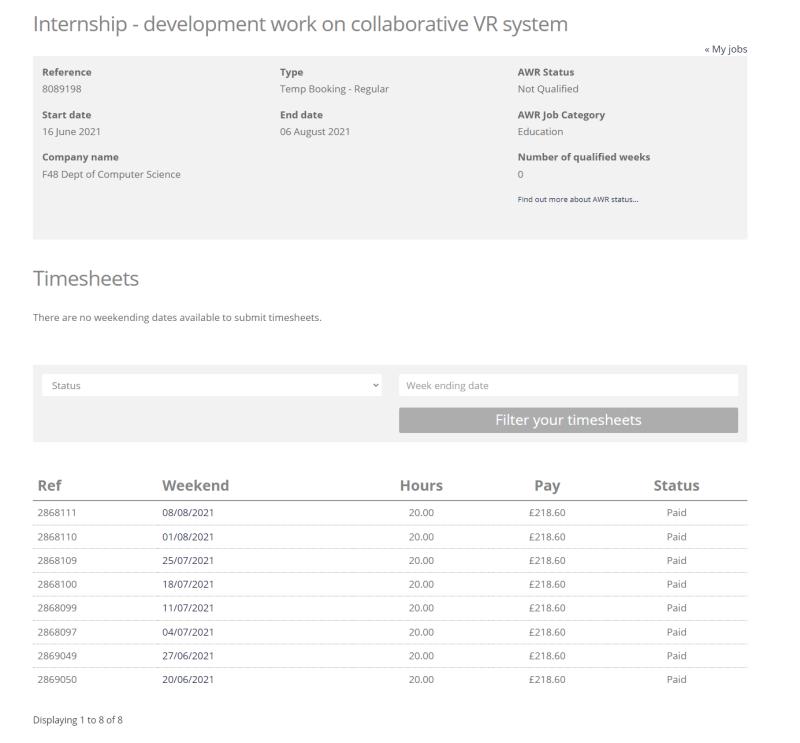 Internship - development work on collaborative VR system
« My jobs
Reference Type AWR Status
8089198 Temp Booking - Regular Not Qualified
Start date End date AWR Job Category
16 June 2021 06 August 2021 Education
Company name Number of qualified weeks
F48 Dept of Computer Science 0
Find out more about AWR status...
Timesheets
There are no weekending dates available to submit timesheets.
Status Week ending date
Filter your timesheets
Ref Weekend Hours Pay Status
2868111 08/08/2021 20.00 £218.60 Paid
2868110 01/08/2021 20.00 £218.60 Paid
2868109 25/07/2021 20.00 £218.60 Paid
2868100 18/07/2021 20.00 £218.60 Paid
2868099 11/07/2021 20.00 £218.60 Paid
2868097 04/07/2021 20.00 £218.60 Paid
2869049 27/06/2021 20.00 £218.60 Paid
2869050 20/06/2021 20.00 £218.60 Paid
Displaying 1 to 8 of 8